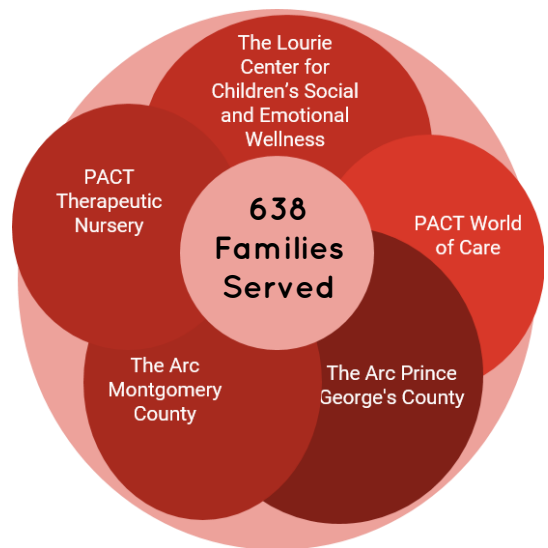 The Lourie
Center for
Children’s Social
and Emotional
Wellness
PACT
Therapeutic
Nursery
638
Families
Served
PACT World
of Care
The Arc
Montgomery
County
The Arc Prince
George's County